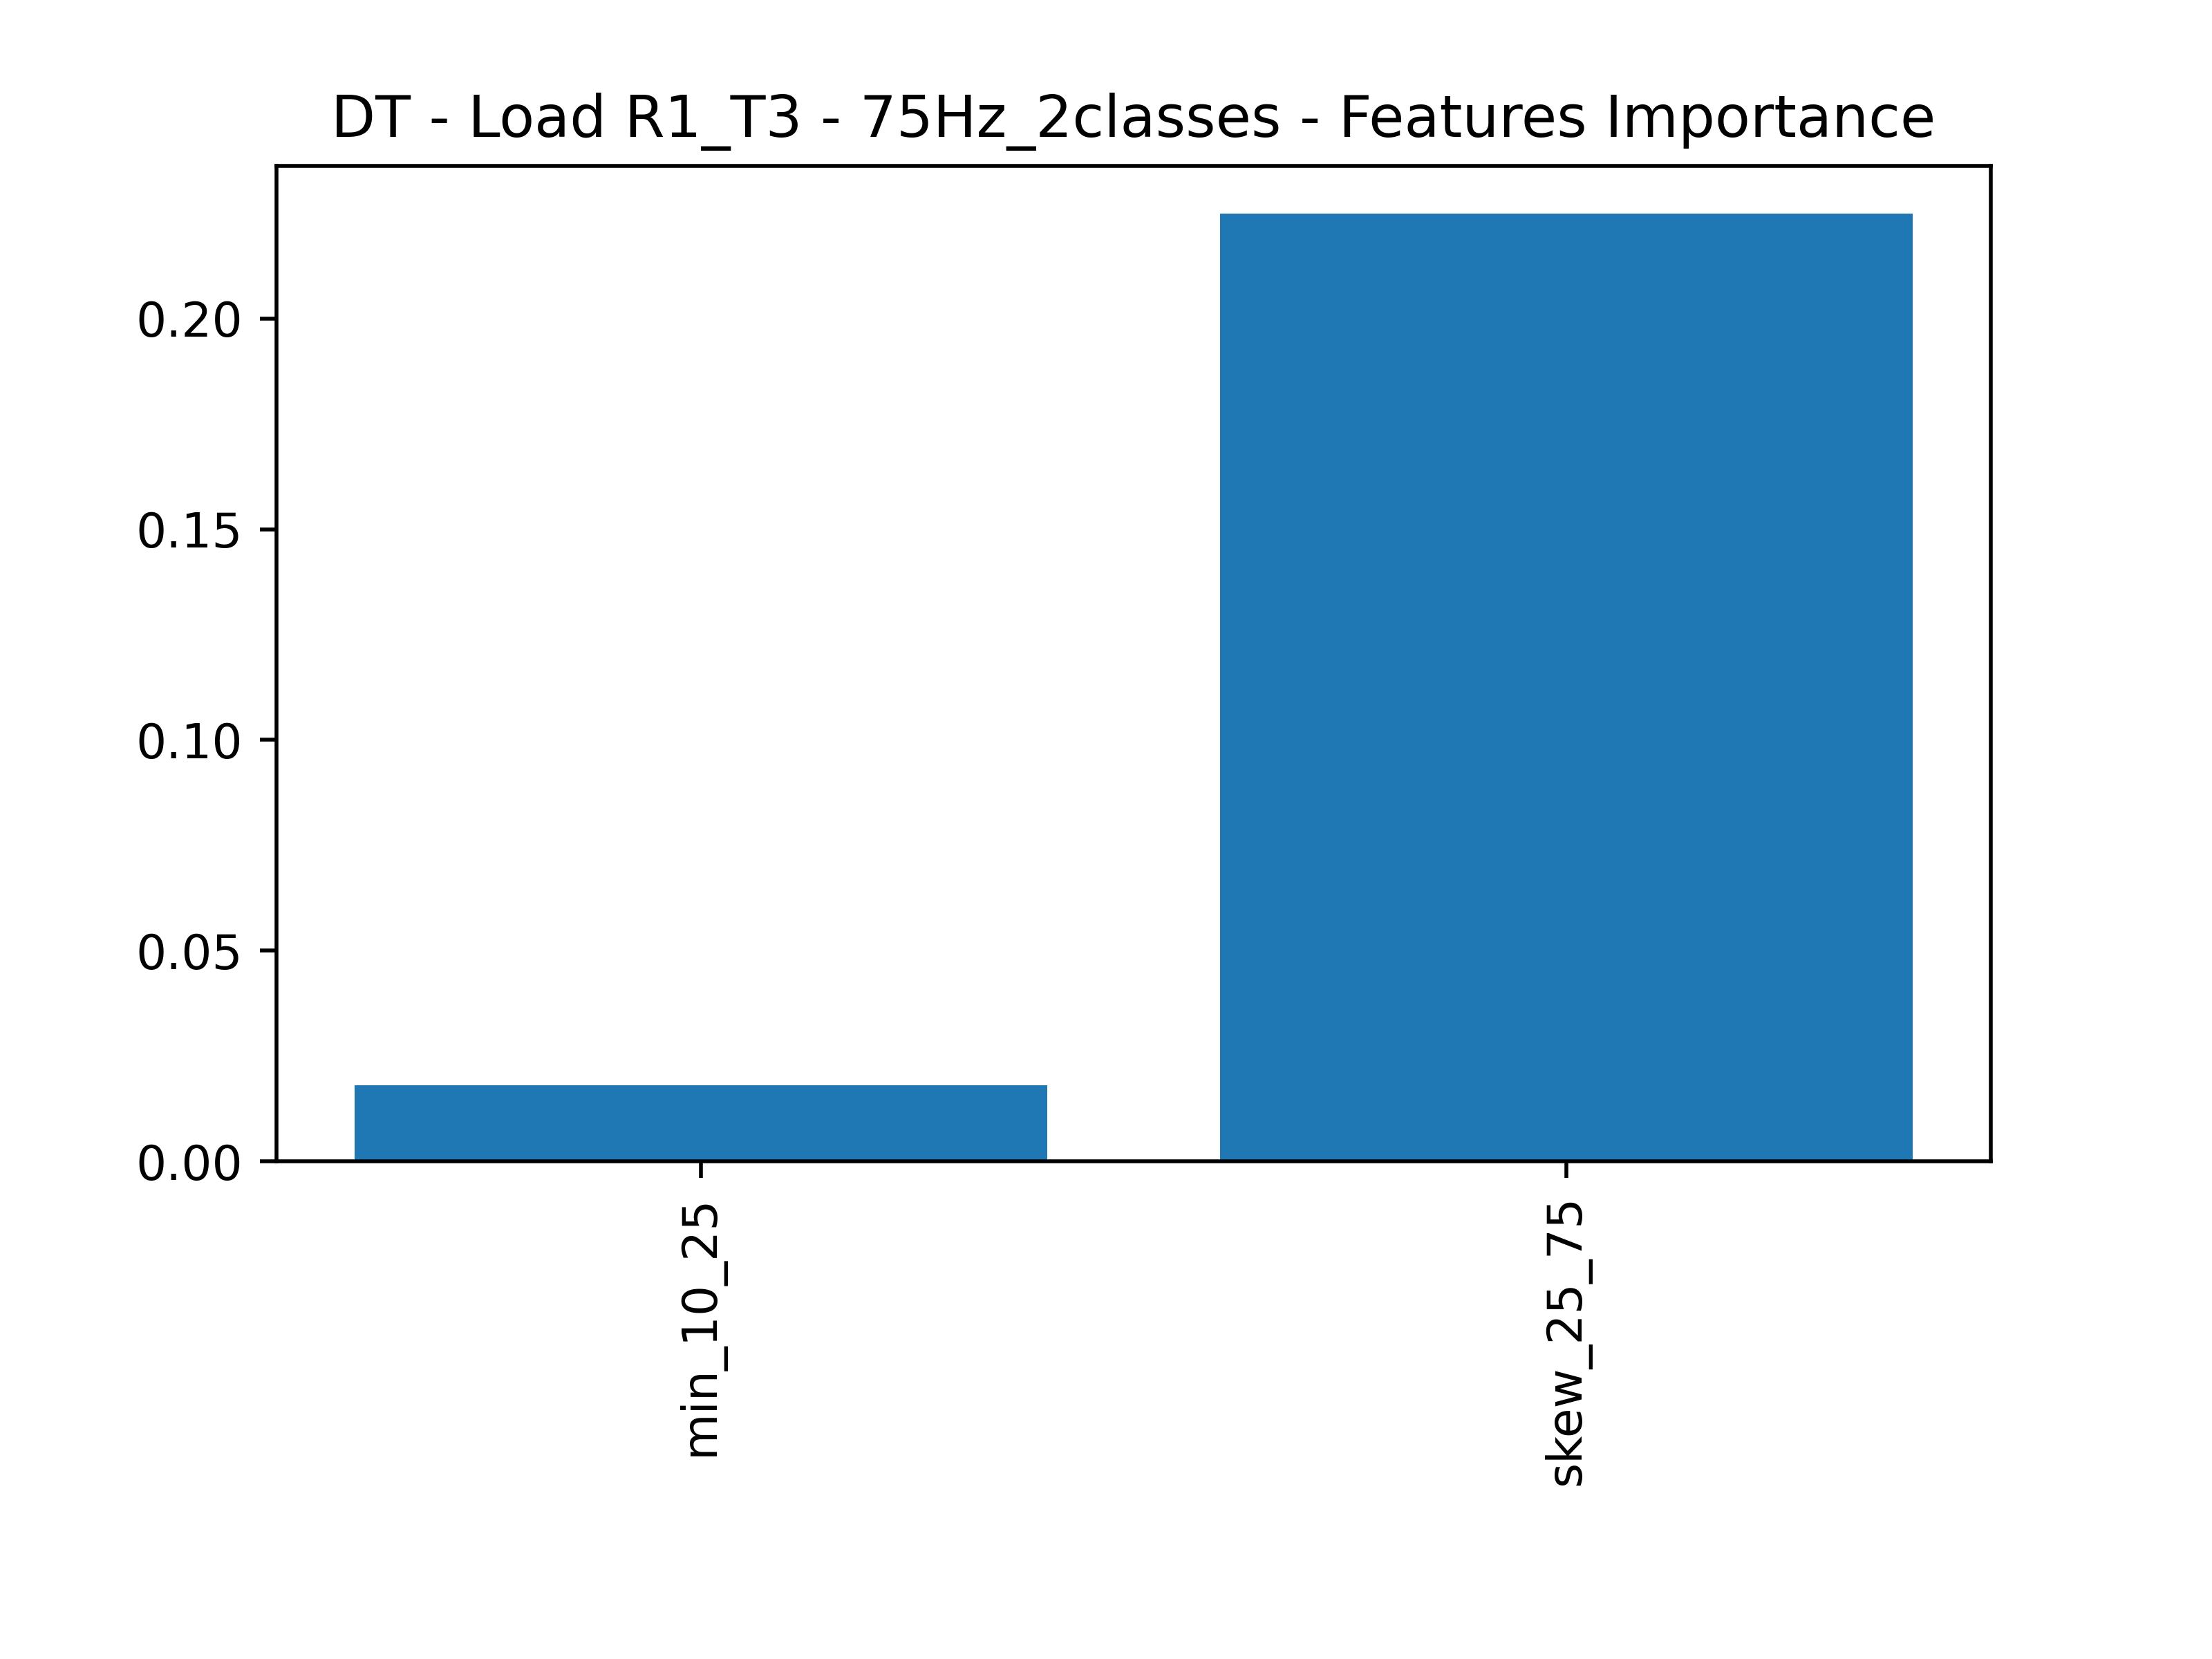 DT - Load R1_T3 - 75Hz_2classes - Features Importance
0.20
0.15
0.10
0.05
0.00
min_10_25
skew_25_75